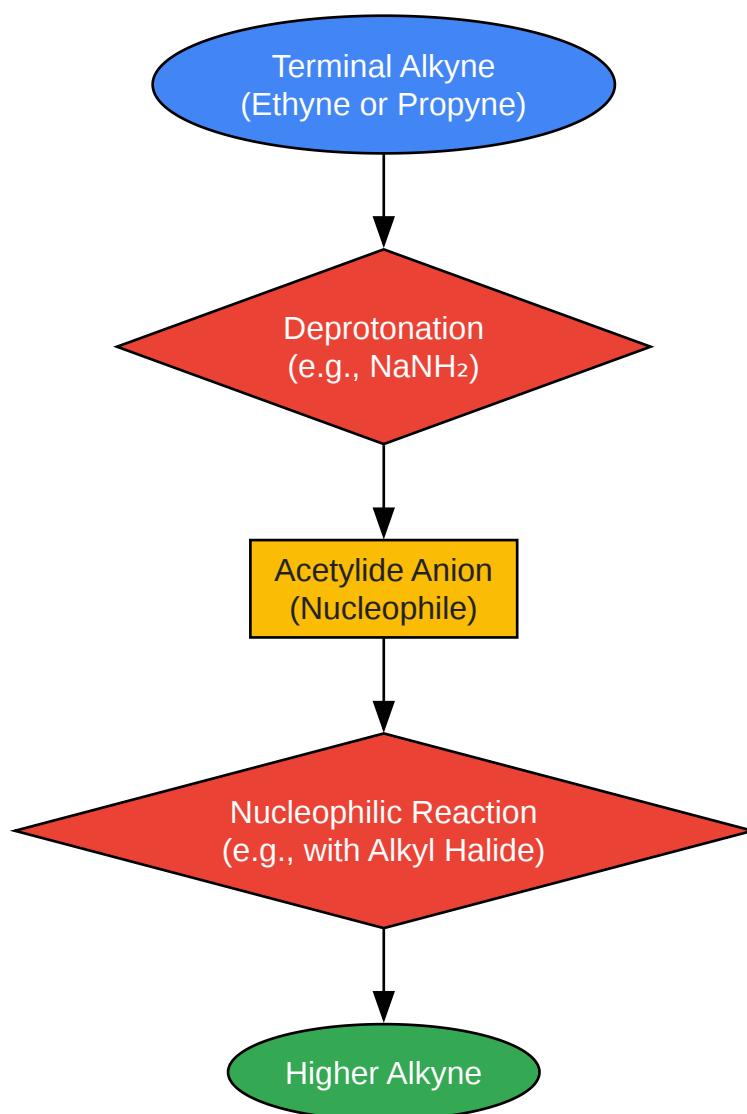 Terminal Alkyne
(Ethyne or Propyne)
Deprotonation
(e.g., NaNH₂)
Acetylide Anion
(Nucleophile)
Nucleophilic Reaction
(e.g., with Alkyl Halide)
Higher Alkyne